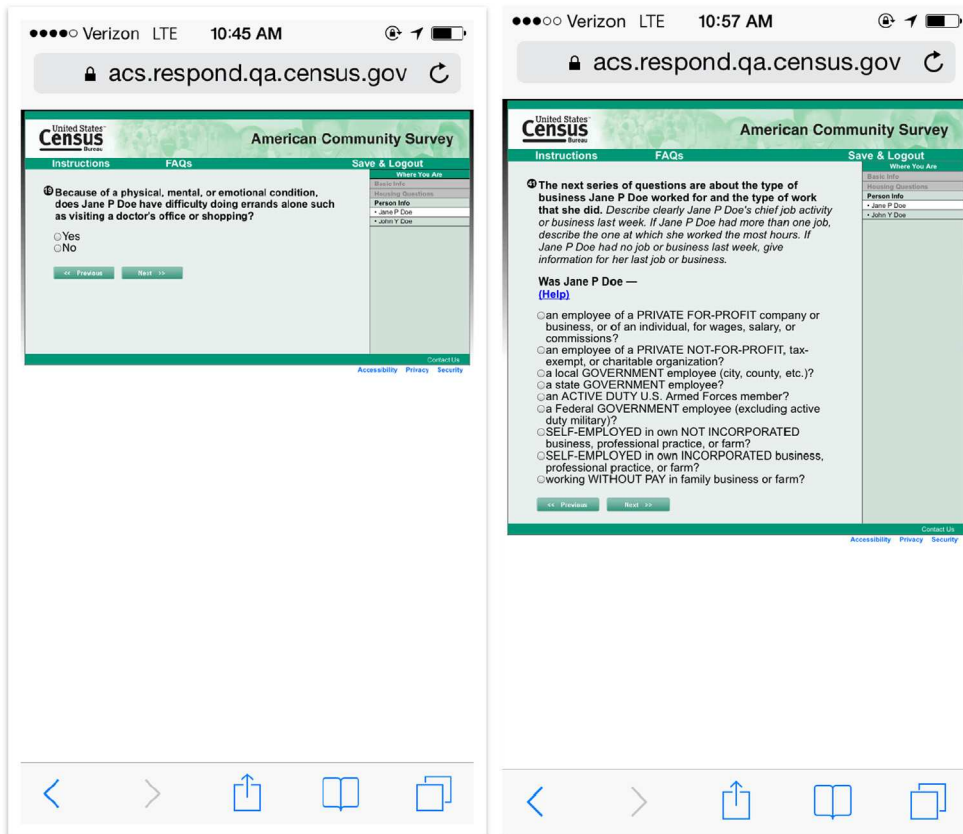 Verizon LTE 10:45 AM
acs.respond.qa.census.gov
United States™
Census
Bureau
American Community Survey
Instructions FAQs Save & Logout
Where You Are
Basic Info
Housing Questions
Person Info
• Jane P Doe
• John Y Doe
Because of a physical, mental, or emotional condition,
does Jane P Doe have difficulty doing errands alone such
as visiting a doctor's office or shopping?
Yes
No
<< Previous Next >>
Contact Us
Accessibility Privacy Security
Verizon LTE 10:57 AM
acs.respond.qa.census.gov
United States™
Census
Bureau
American Community Survey
Instructions FAQs Save & Logout
Where You Are
Basic Info
Housing Questions
Person Info
• Jane P Doe
• John Y Doe
The next series of questions are about the type of
business Jane P Doe worked for and the type of work
that she did. Describe clearly Jane P Doe's chief job activity
or business last week. If Jane P Doe had more than one job,
describe the one at which she worked the most hours. If
Jane P Doe had no job or business last week, give
information for her last job or business.
Was Jane P Doe —
(Help)
an employee of a PRIVATE FOR-PROFIT company or
business, or of an individual, for wages, salary, or
commissions?
an employee of a PRIVATE NOT-FOR-PROFIT, tax-
exempt, or charitable organization?
a local GOVERNMENT employee (city, county, etc.)?
a state GOVERNMENT employee?
an ACTIVE DUTY U.S. Armed Forces member?
a Federal GOVERNMENT employee (excluding active
duty military)?
SELF-EMPLOYED in own NOT INCORPORATED
business, professional practice, or farm?
SELF-EMPLOYED in own INCORPORATED business,
professional practice, or farm?
working WITHOUT PAY in family business or farm?
<< Previous Next >>
Contact Us
Accessibility Privacy Security